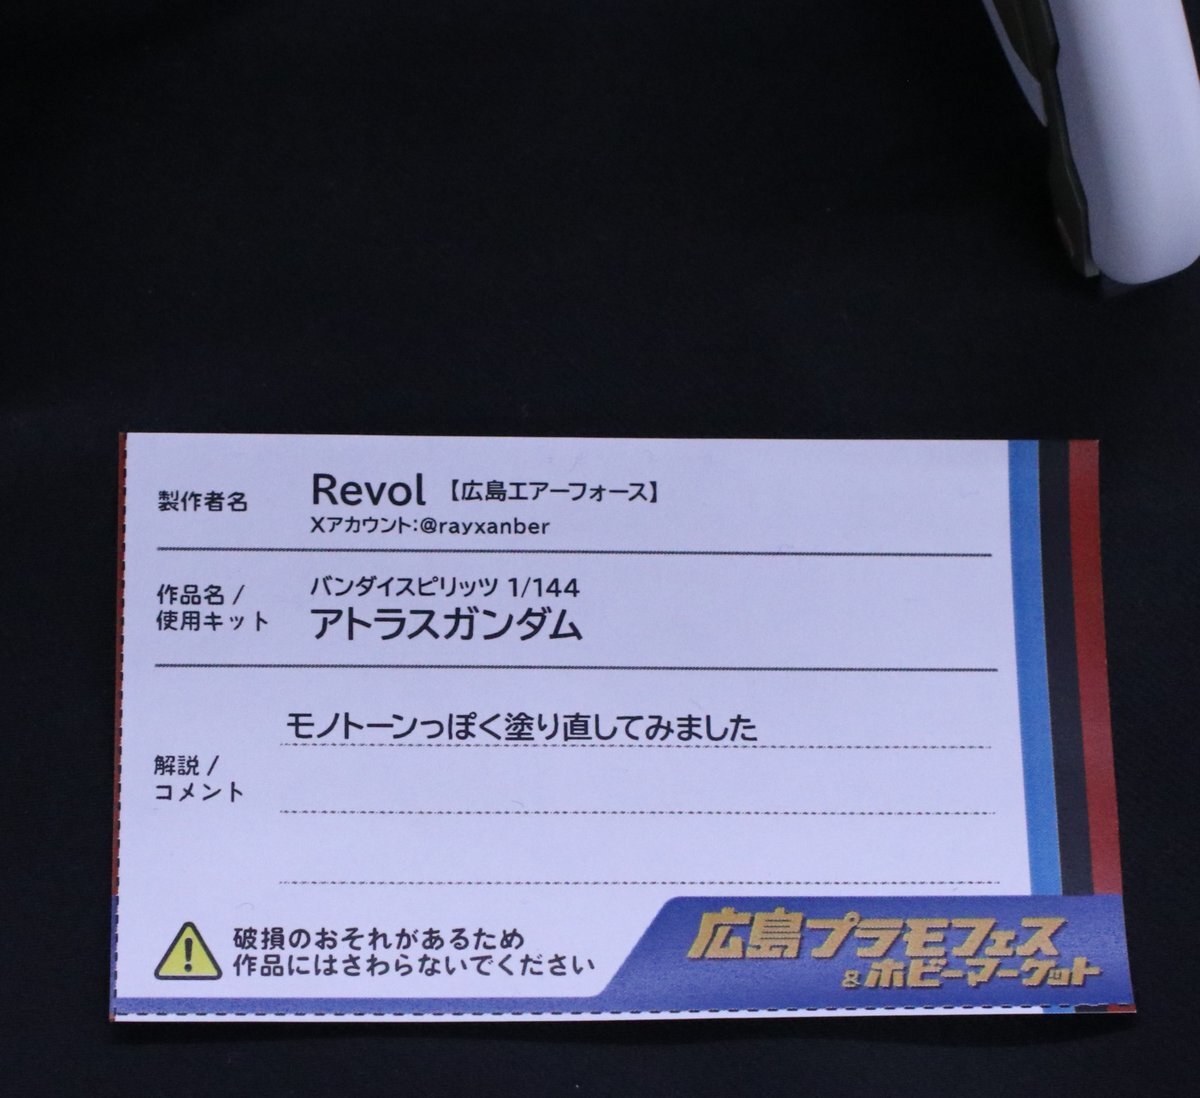 製作者名
Revol 【広島エアーフォース】
Xアカウント:@rayxanber
作品名/
使用キット
バンダイスピリッツ 1/144
アトラスガンダム
解説/
コメント
モノトーンっぽく塗り直してみました
破損のおそれがあるため
作品にはさわらないでください
広島プラモフェス
&ホビーマーケット